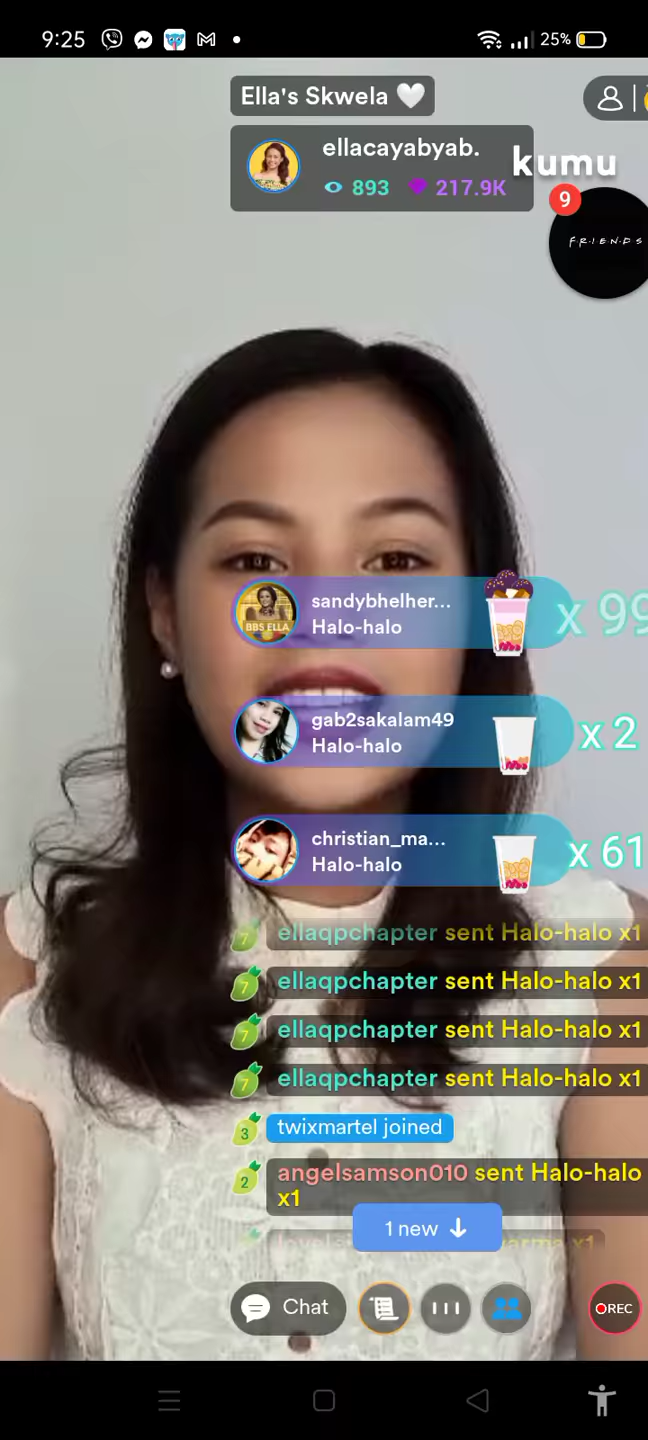 9:25
25%
Ella's Skwela 🤍
ellacayabyab.
kumu
893
217.9K
9
F·R·I·E·N·D·S
sandybhelher...
Halo-halo
x 99
BBS ELLA
gab2sakalam49
Halo-halo
x 2
christian_ma...
Halo-halo
x 61
7 ellaqpchapter sent Halo-halo x1
7 ellaqpchapter sent Halo-halo x1
7 ellaqpchapter sent Halo-halo x1
7 ellaqpchapter sent Halo-halo x1
3 twixmartel joined
2 angelsamson010 sent Halo-halo
x1
1 new ↓
x1
Chat
REC